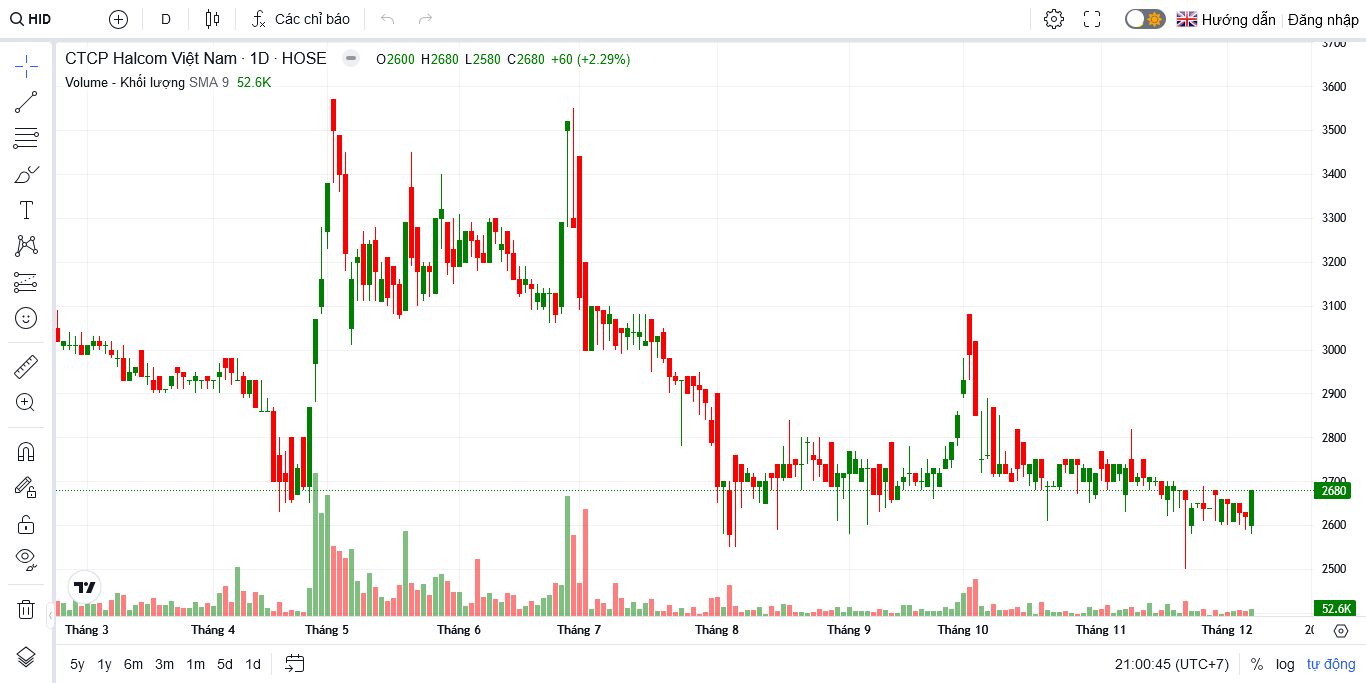 HID D Các chỉ báo Hướng dẫn Đăng nhập
CTCP Halcom Việt Nam · 1D · HOSE O2600 H2680 L2580 C2680 +60 (+2.29%)
Volume - Khối lượng SMA 9 52.6K
3700
3600
3500
3400
3300
3200
3100
3000
2900
2800
2700
2680
2600
2500
52.6K
Tháng 3 Tháng 4 Tháng 5 Tháng 6 Tháng 7 Tháng 8 Tháng 9 Tháng 10 Tháng 11 Tháng 12
5y 1y 6m 3m 1m 5d 1d 21:00:45 (UTC+7) % log tự động